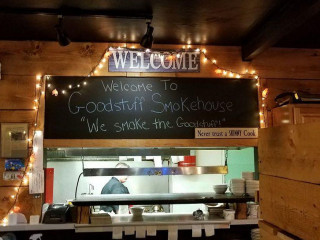 WELCOME
Welcome To
Goodstuff Smokehouse
"We smoke the Goodstuff!"
Never trust a SKINNY Cook